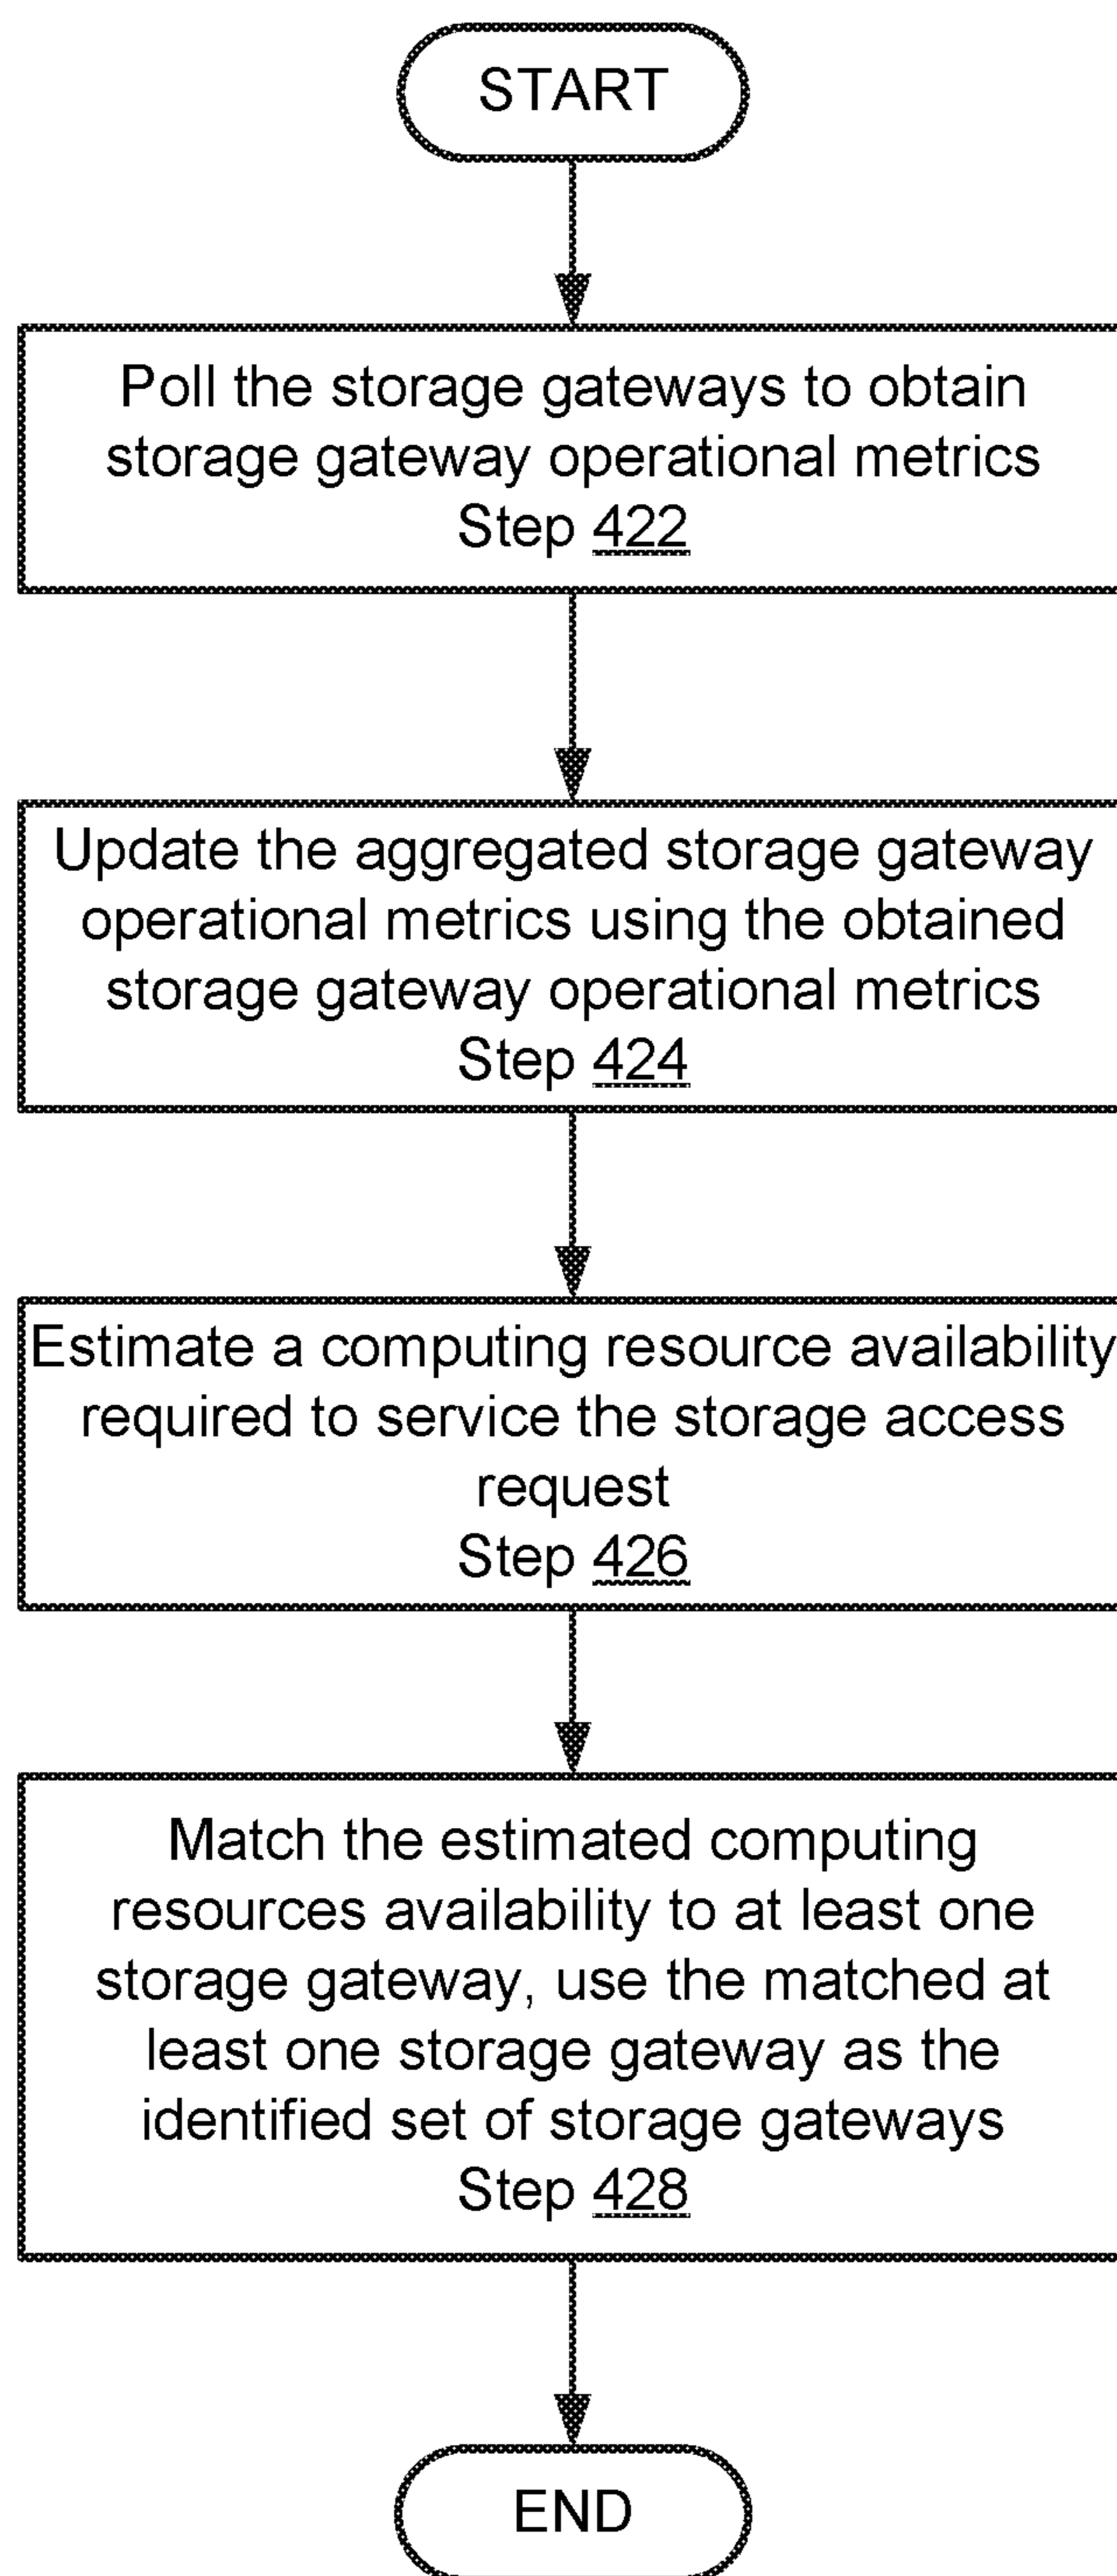 START
Poll the storage gateways to obtain
storage gateway operational metrics
Step 422
Update the aggregated storage gateway
operational metrics using the obtained
storage gateway operational metrics
Step 424
Estimate a computing resource availability
required to service the storage access
request
Step 426
Match the estimated computing
resources availability to at least one
storage gateway, use the matched at
least one storage gateway as the
identified set of storage gateways
Step 428
END